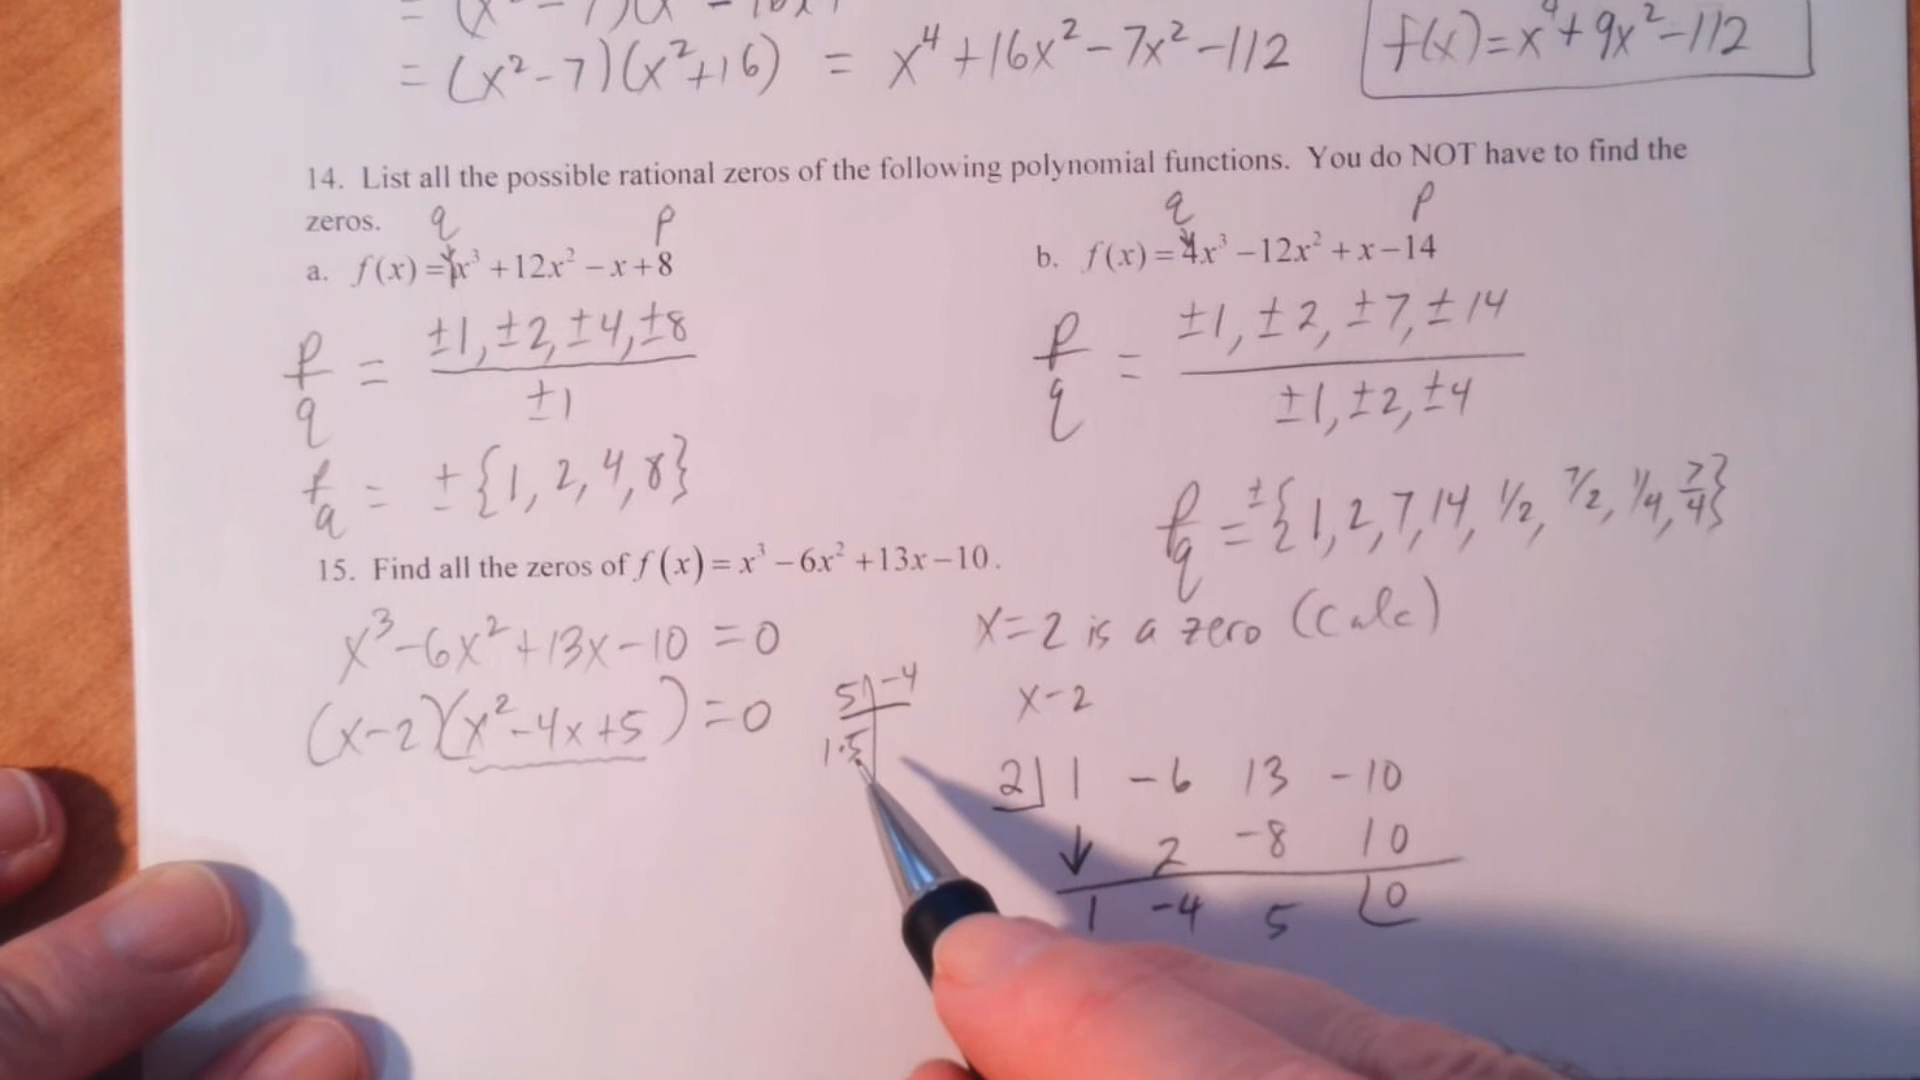 = (x² - 7)(x² + 16) = x⁴ + 16x² - 7x² - 112
f(x) = x⁴ + 9x² - 112
14. List all the possible rational zeros of the following polynomial functions. You do NOT have to find the
zeros.
q p
a. f(x) = 1x³ + 12x² - x + 8
p/q = ±1, ±2, ±4, ±8 / ±1
p/q = ±{1, 2, 4, 8}
q p
b. f(x) = 4x³ - 12x² + x - 14
p/q = ±1, ±2, ±7, ±14 / ±1, ±2, ±4
p/q = ±{1, 2, 7, 14, 1/2, 7/2, 1/4, 7/4}
15. Find all the zeros of f(x) = x³ - 6x² + 13x - 10.
x³ - 6x² + 13x - 10 = 0
(x - 2)(x² - 4x + 5) = 0
5 | -4
1·5
x = 2 is a zero (calc)
x - 2
2 | 1 -6 13 -10
↓ 2 -8 10
1 -4 5 0